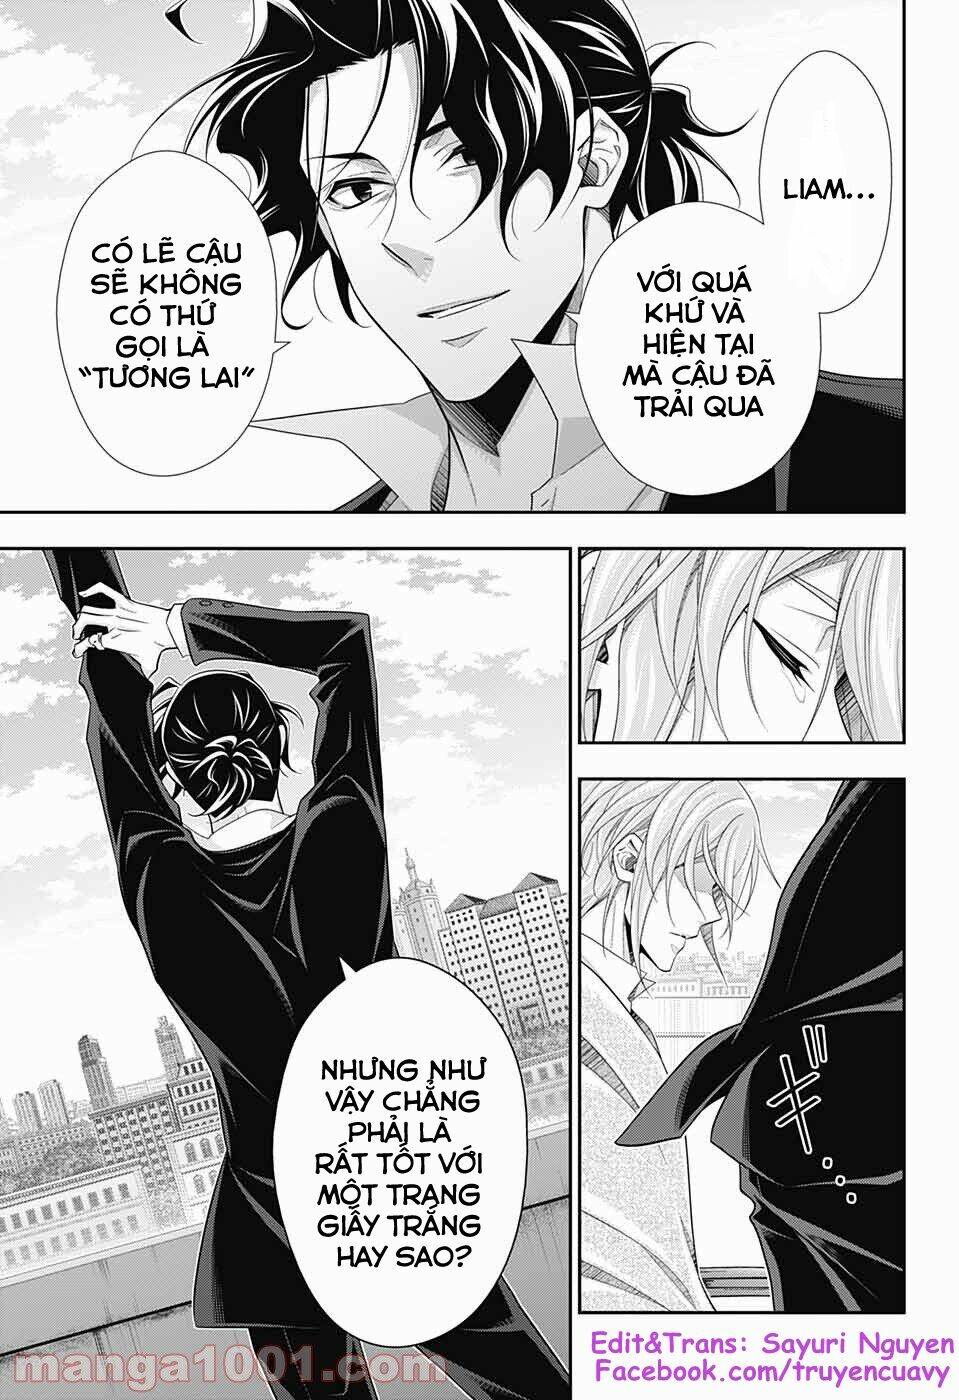 LIAM...
VỚI QUÁ
KHỨ VÀ
HIỆN TẠI
MÀ CẬU ĐÃ
TRẢI QUA
CÓ LẼ CẬU
SẼ KHÔNG
CÓ THỨ
GỌI LÀ
"TƯƠNG LAI"
NHƯNG NHƯ
VẬY CHẲNG
PHẢI LÀ
RẤT TỐT VỚI
MỘT TRANG
GIẤY TRẮNG
HAY SAO?
manga1001.com
Edit&Trans: Sayuri Nguyen
Facebook.com/truyencuavy